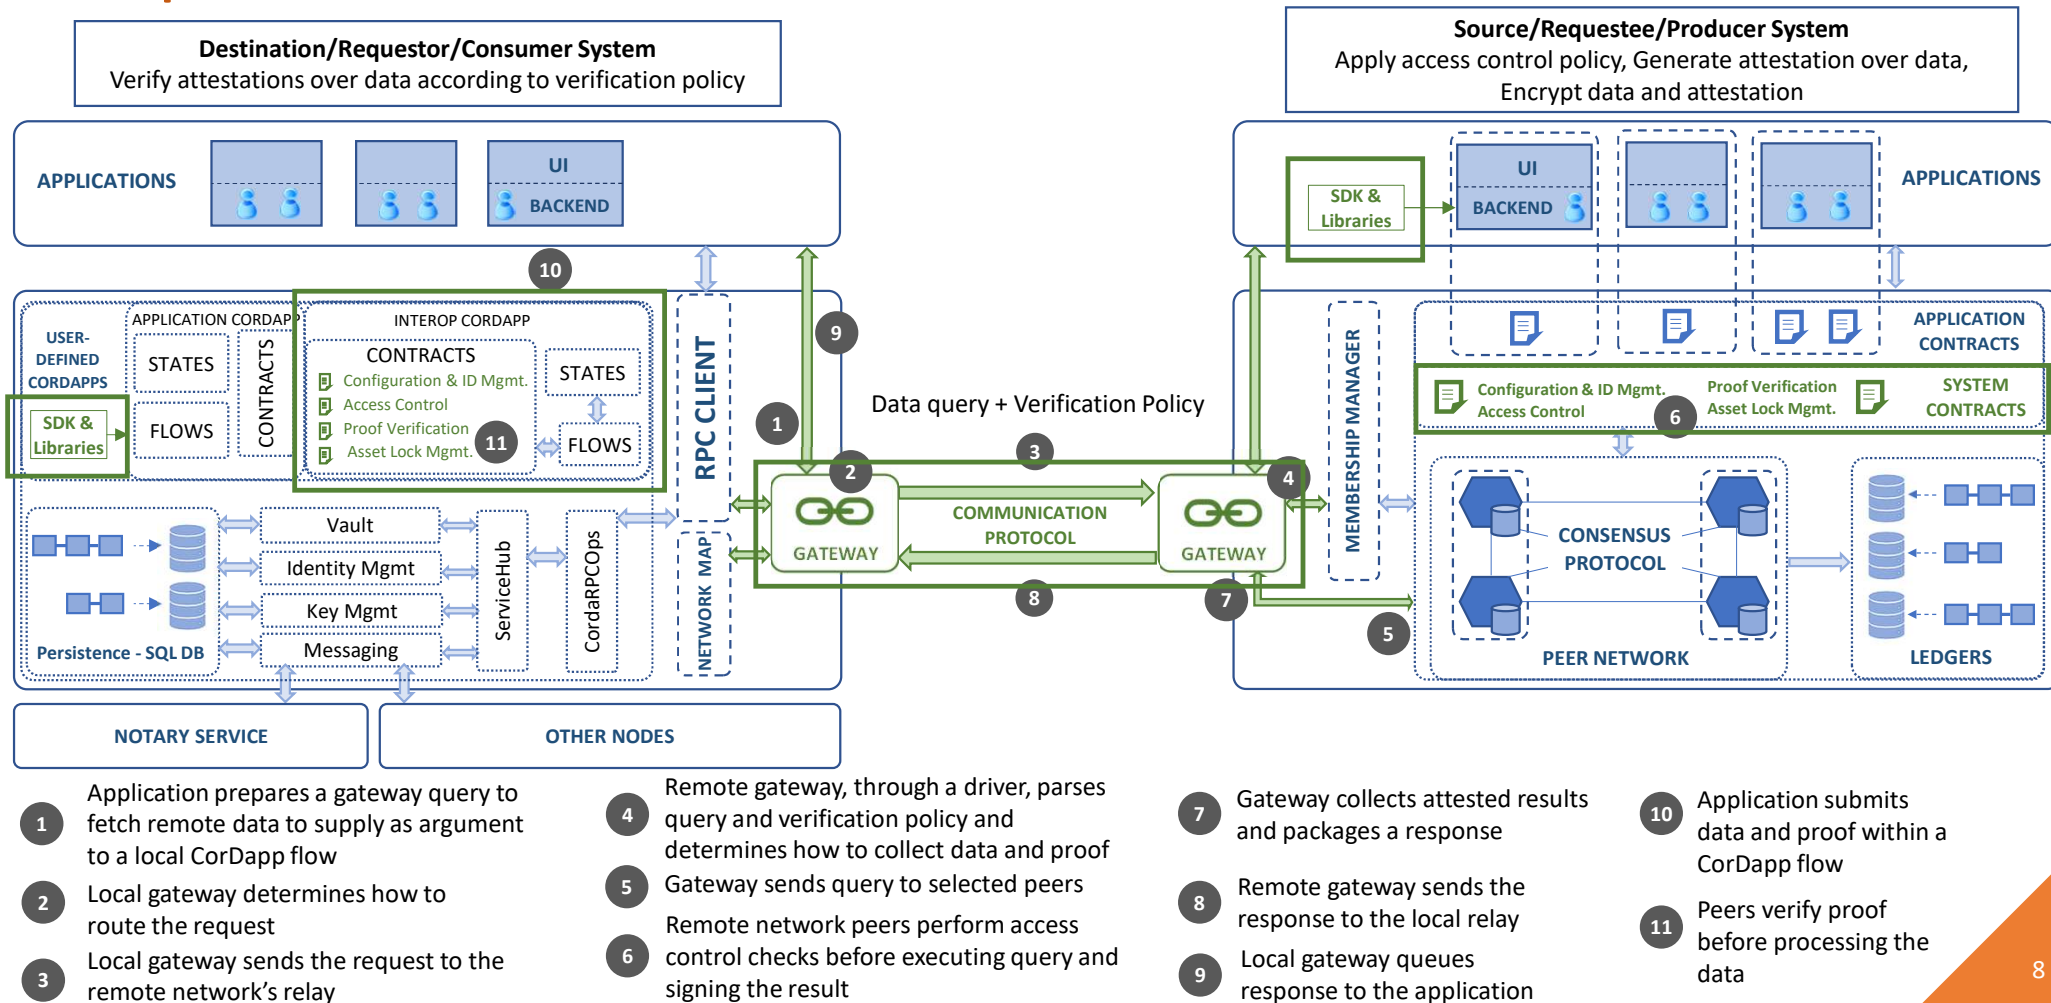 Destination/Requestor/Consumer System
Verify attestations over data according to verification policy
Source/Requestee/Producer System
Apply access control policy, Generate attestation over data,
Encrypt data and attestation
APPLICATIONS
UI
BACKEND
SDK &
Libraries
UI
BACKEND
APPLICATIONS
10
9
USER-
DEFINED
CORDAPPS
SDK &
Libraries
APPLICATION CORDAPP
STATES
FLOWS
CONTRACTS
INTEROP CORDAPP
CONTRACTS
Configuration & ID Mgmt.
Access Control
Proof Verification
Asset Lock Mgmt.
11
STATES
FLOWS
RPC CLIENT
NETWORK MAP
Vault
Identity Mgmt
Key Mgmt
Messaging
Persistence - SQL DB
ServiceHub
CordaRPCOps
NOTARY SERVICE
OTHER NODES
Data query + Verification Policy
1
2
3
4
GATEWAY
COMMUNICATION
PROTOCOL
GATEWAY
8
7
5
MEMBERSHIP MANAGER
APPLICATION
CONTRACTS
Configuration & ID Mgmt.
Access Control
Proof Verification
Asset Lock Mgmt.
6
SYSTEM
CONTRACTS
CONSENSUS
PROTOCOL
PEER NETWORK
LEDGERS
1
Application prepares a gateway query to
fetch remote data to supply as argument
to a local CorDapp flow
2
Local gateway determines how to
route the request
3
Local gateway sends the request to the
remote network's relay
4
Remote gateway, through a driver, parses
query and verification policy and
determines how to collect data and proof
5
Gateway sends query to selected peers
6
Remote network peers perform access
control checks before executing query and
signing the result
7
Gateway collects attested results
and packages a response
8
Remote gateway sends the
response to the local relay
9
Local gateway queues
response to the application
10
Application submits
data and proof within a
CorDapp flow
11
Peers verify proof
before processing the
data
8